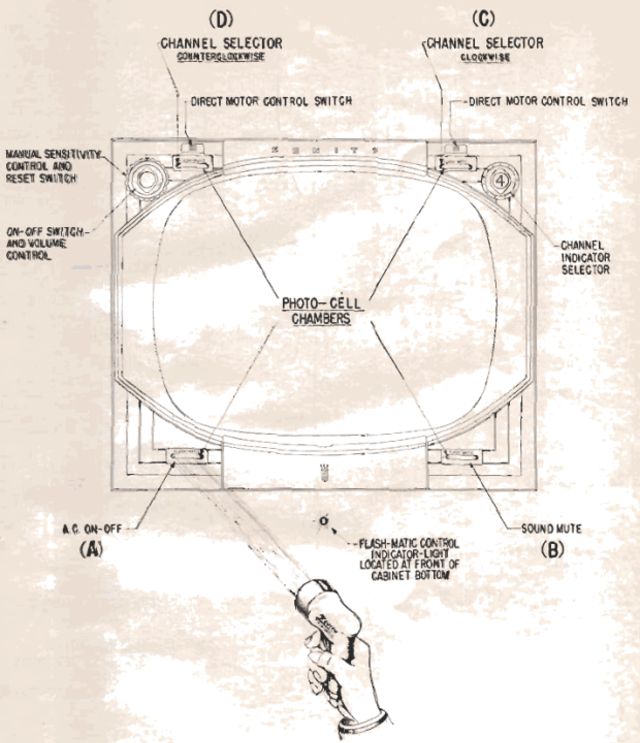 (D)
CHANNEL SELECTOR
COUNTERCLOCKWISE
DIRECT MOTOR CONTROL SWITCH
(C)
CHANNEL SELECTOR
CLOCKWISE
DIRECT MOTOR CONTROL SWITCH
ZENITH
MANUAL SENSITIVITY
CONTROL AND
RESET SWITCH
ON-OFF SWITCH
AND VOLUME
CONTROL
4
CHANNEL
INDICATOR
SELECTOR
PHOTO-CELL
CHAMBERS
A.C. ON-OFF
(A)
SOUND MUTE
(B)
FLASH-MATIC CONTROL
INDICATOR-LIGHT
LOCATED AT FRONT OF
CABINET BOTTOM
Zenith